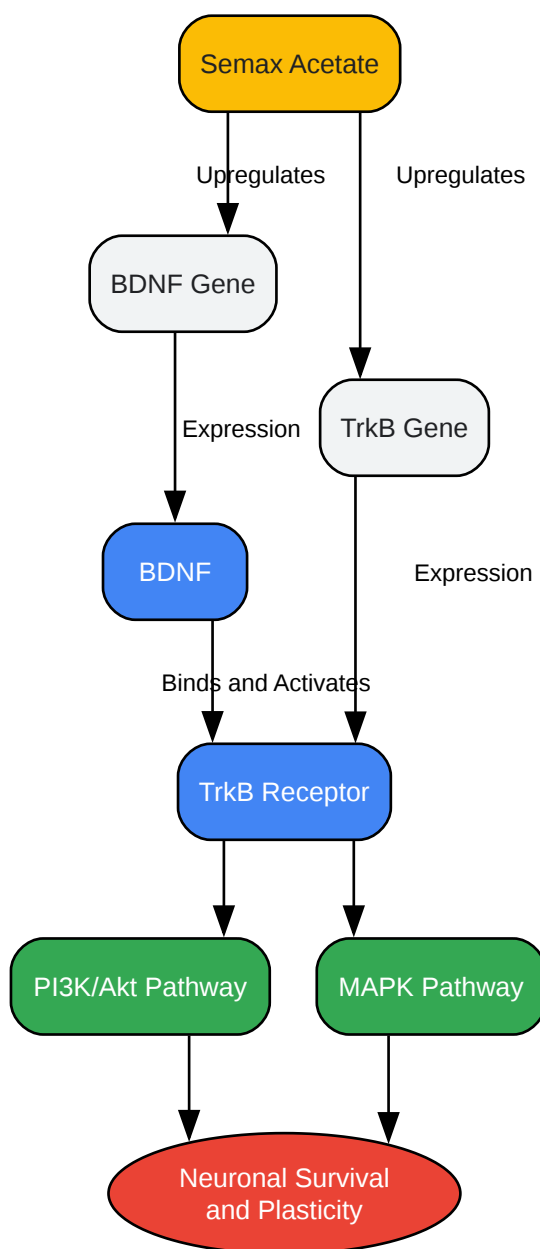 Semax Acetate
Upregulates
Upregulates
BDNF Gene
TrkB Gene
Expression
BDNF
Expression
Binds and Activates
TrkB Receptor
PI3K/Akt Pathway
MAPK Pathway
Neuronal Survival
and Plasticity